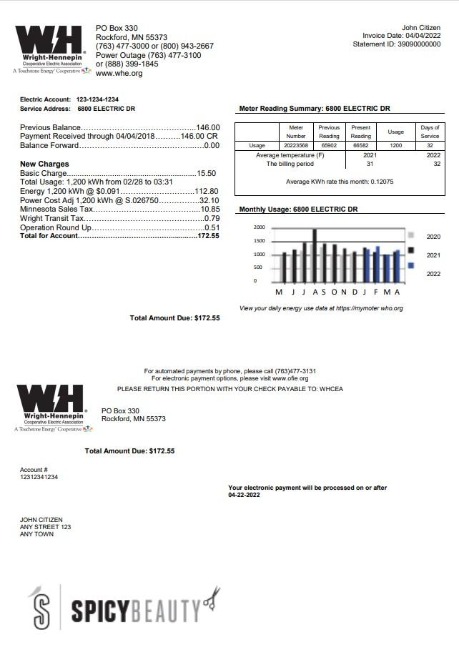 WH
Wright-Hennepin
Cooperative Electric Association
A Touchstone Energy® Cooperative
PO Box 330
Rockford, MN 55373
(763) 477-3000 or (800) 943-2667
Power Outage (763) 477-3100
or (888) 399-1845
www.whe.org
John Citizen
Invoice Date: 04/04/2022
Statement ID: 39090000000
Electric Account: 123-1234-1234
Service Address: 6800 ELECTRIC DR
Previous Balance.....................146.00
Payment Received through 04/04/2018............146.00 CR
Balance Forward.....................0.00
New Charges
Basic Charge.....................15.50
Total Usage: 1,200 kWh from 02/28 to 03:31
Energy 1,200 kWh @ $0.091.....................112.80
Power Cost Adj 1,200 kWh @ S.026750............32.10
Minnesota Sales Tax.....................10.85
Wright Transit Tax.....................0.79
Operation Round Up.....................0.51
Total for Account.....................172.55
Meter Reading Summary: 6800 ELECTRIC DR
Meter Number Previous Reading Present Reading Usage Days of Service
Usage 20223568 65902 66582 1200 32
Average temperature (F) 2021 2022
The billing period 31 32
Average KWh rate this month: 0.12075
Monthly Usage: 6800 ELECTRIC DR
2000
1500
1000
500
0
M J J A S O N D J F M A
2020
2021
2022
View your daily energy use data at https://mymoter who.org
Total Amount Due: $172.55
For automated payments by phone, please call (763)477-3131
For electronic payment options, please visit www.ofie org
PLEASE RETURN THIS PORTION WITH YOUR CHECK PAYABLE TO: WHCEA
WH
Wright-Hennepin
Cooperative Electric Association
A Touchstone Energy® Cooperative
PO Box 330
Rockford, MN 55373
Total Amount Due: $172.55
Account #
12312341234
Your electronic payment will be processed on or after
04-22-2022
JOHN CITIZEN
ANY STREET 123
ANY TOWN
S SPICYBEAUTY